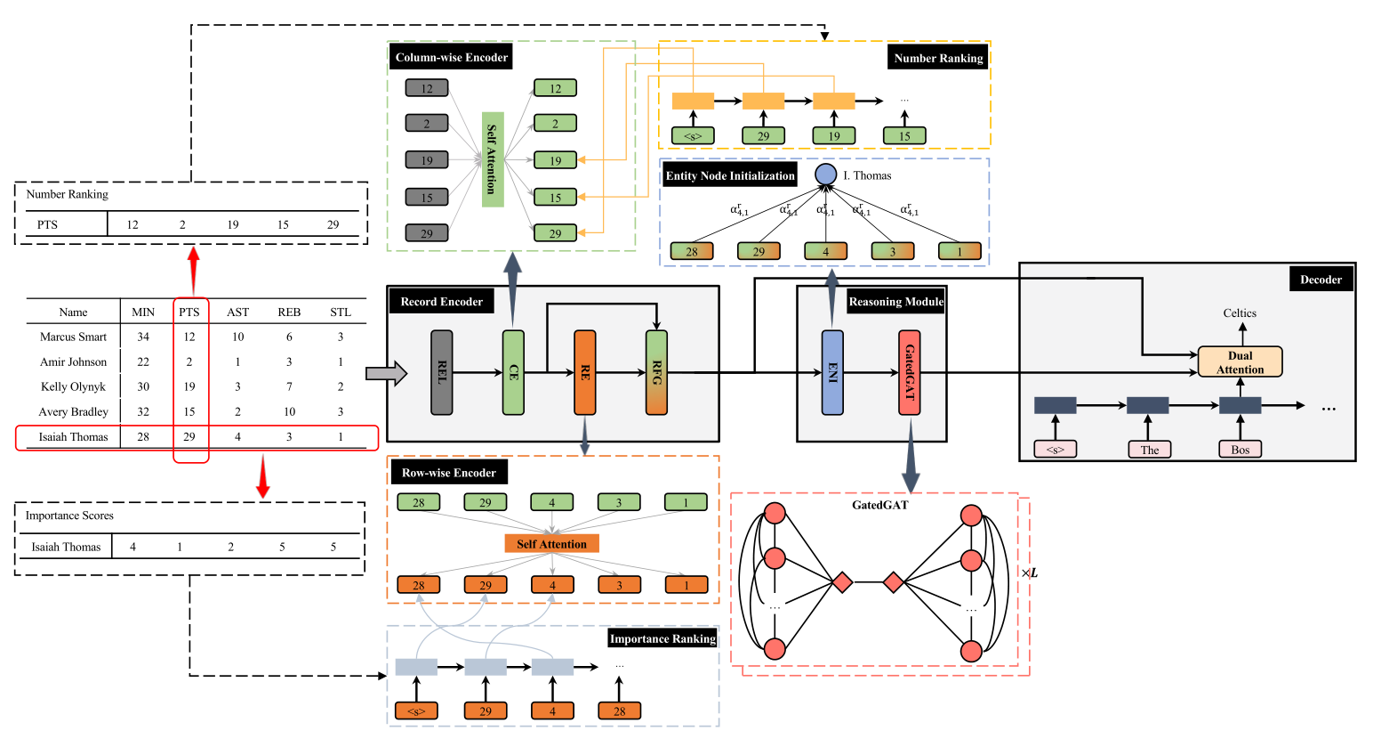 Column-wise Encoder
12
2
19
15
29
Self Attention
12
2
19
15
29
Number Ranking
...
<s>
29
19
15
Entity Node Initialization
I. Thomas
α^r_{4,1}
α^r_{4,1}
α^r_{4,1}
α^r_{4,1}
α^r_{4,1}
28
29
4
3
1
Number Ranking
PTS 12 2 19 15 29
Name MIN PTS AST REB STL
Marcus Smart 34 12 10 6 3
Amir Johnson 22 2 1 3 1
Kelly Olynyk 30 19 3 7 2
Avery Bradley 32 15 2 10 3
Isaiah Thomas 28 29 4 3 1
Importance Scores
Isaiah Thomas 4 1 2 5 5
Record Encoder
REL
CE
RE
RFG
Reasoning Module
ENI
GatedGAT
Decoder
Celtics
Dual
Attention
...
<s>
The
Bos
Row-wise Encoder
28 29 4 3 1
Self Attention
28 29 4 3 1
Importance Ranking
...
<s>
29
4
28
GatedGAT
...
...
×L